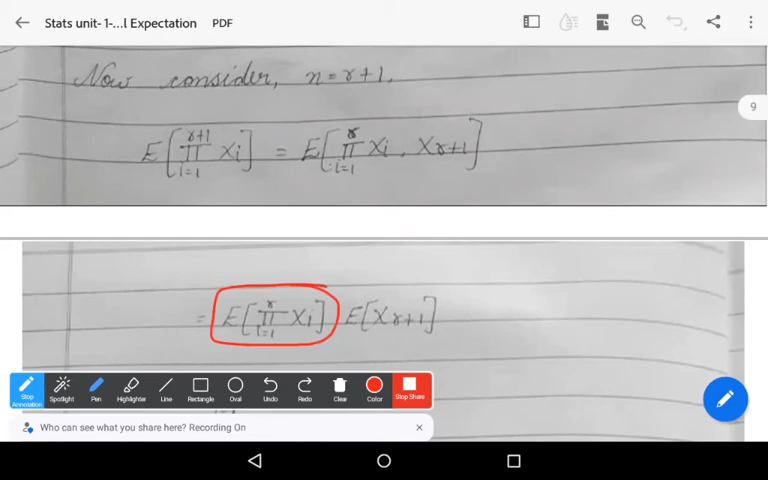 Stats unit- 1-...l Expectation PDF
Now consider, n = r+1,
9
E[∏_{i=1}^{r+1} Xi] = E[∏_{i=1}^{r} Xi . Xr+1]
= E[∏_{i=1}^{r} Xi] E[Xr+1]
Stop Annotation Spotlight Pen Highlighter Line Rectangle Oval Undo Redo Clear Color Stop Share
Who can see what you share here? Recording On